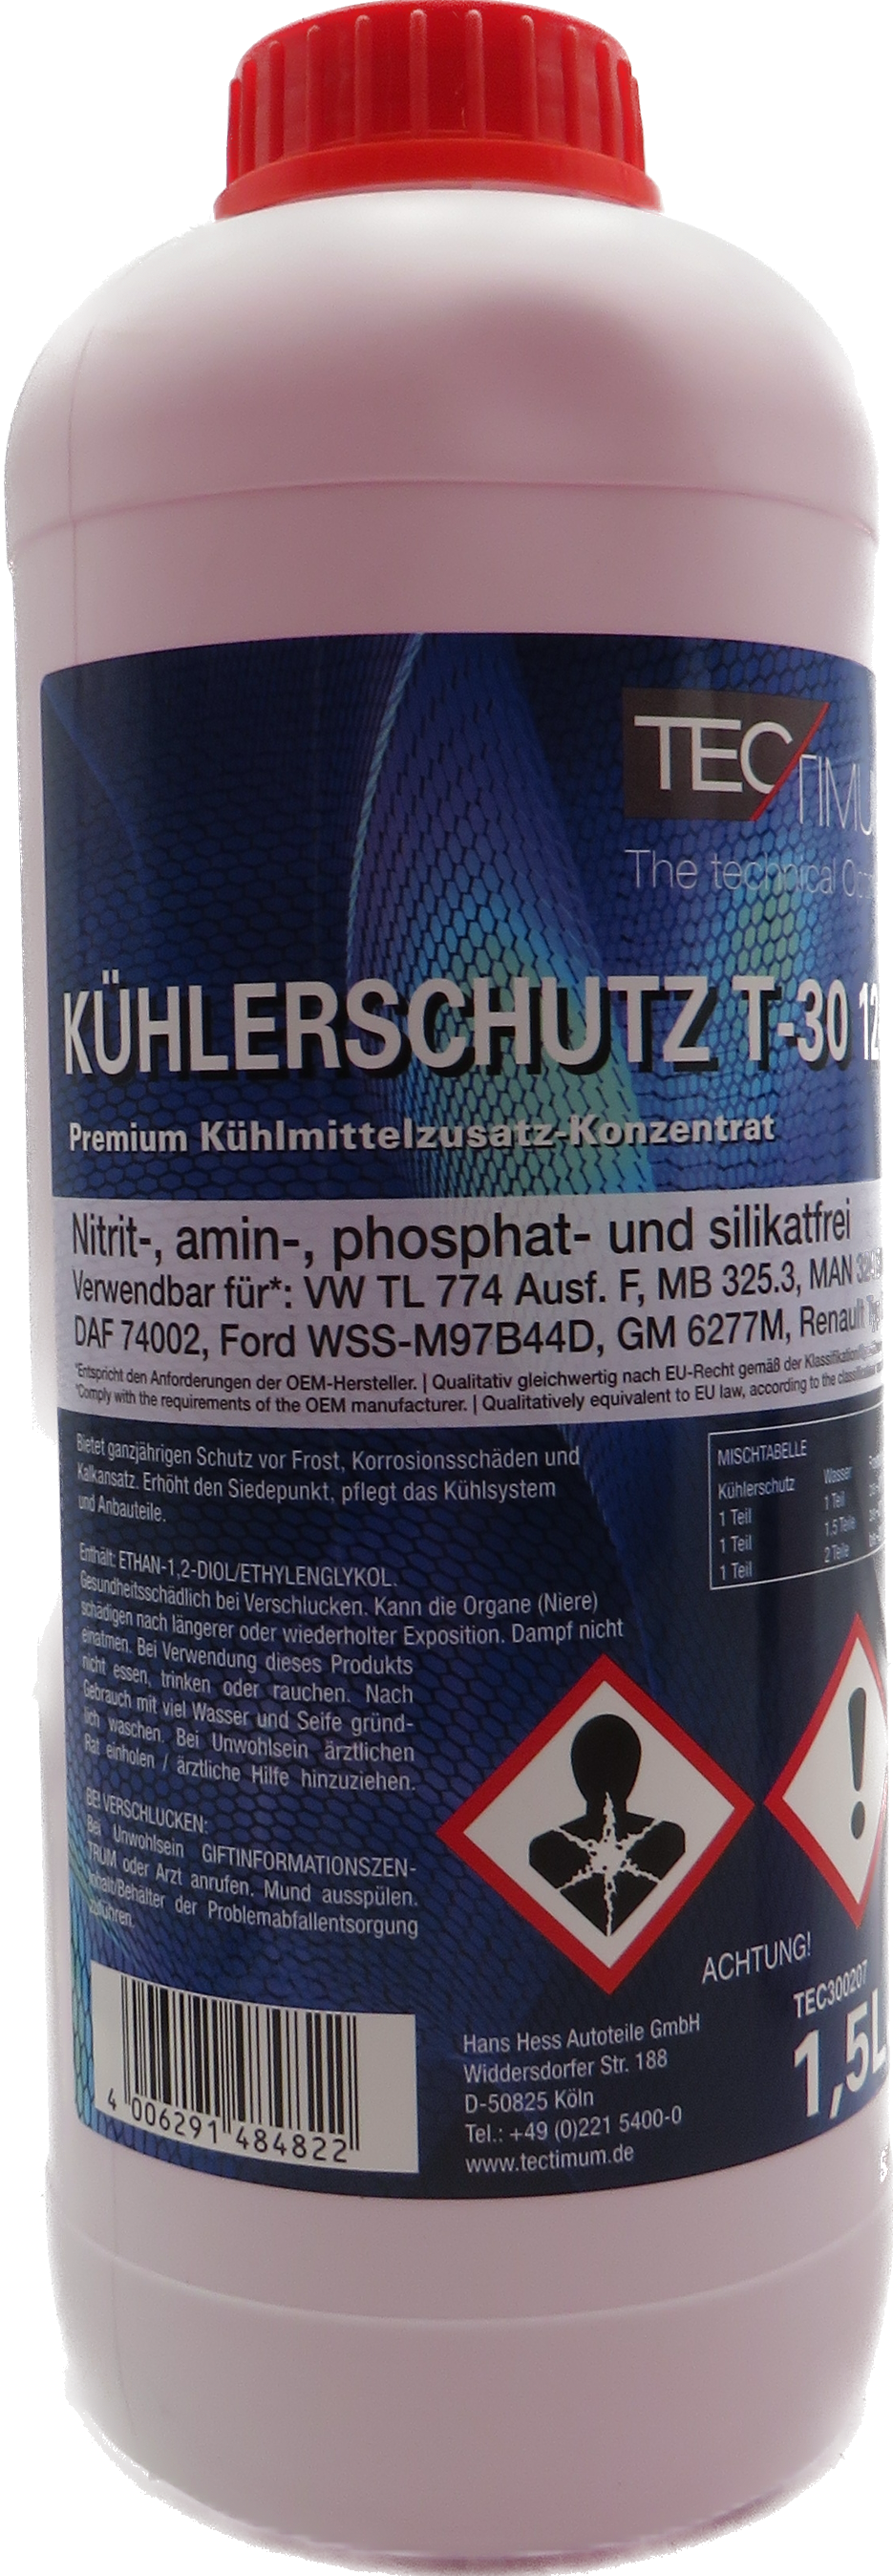 TEC
The technical
KÜHLERSCHUTZ T-30 12
Premium Kühlmittelzusatz-Konzentrat
Nitrit-, amin-, phosphat- und silikatfrei
Verwendbar für*: VW TL 774 Ausf. F, MB 325.3, MAN
DAF 74002, Ford WSS-M97B44D, GM 6277M, Renault
*Entspricht den Anforderungen der OEM-Hersteller. | Qualitativ gleichwertig nach EU-Recht gemäß der
*Comply with the requirements of the OEM manufacturer. | Qualitatively equivalent to EU law, according to the
Bietet ganzjährigen Schutz vor Frost, Korrosionsschäden und
Kalkansatz. Erhöht den Siedepunkt, pflegt das Kühlsystem
und Anbauteile.
MISCHTABELLE
Kühlerschutz Wasser
1 Teil 1 Teil
1 Teil 1,5 Teile
1 Teil 2 Teile
Enthält: ETHAN-1,2-DIOL/ETHYLENGLYKOL.
Gesundheitsschädlich bei Verschlucken. Kann die Organe (Niere)
schädigen nach längerer oder wiederholter Exposition. Dampf nicht
einatmen. Bei Verwendung dieses Produkts
nicht essen, trinken oder rauchen. Nach
Gebrauch mit viel Wasser und Seife gründ-
lich waschen. Bei Unwohlsein ärztlichen
Rat einholen / ärztliche Hilfe hinzuziehen.
BEI VERSCHLUCKEN:
Bei Unwohlsein GIFTINFORMATIONSZEN-
TRUM oder Arzt anrufen. Mund ausspülen.
Inhalt/Behälter der Problemabfallentsorgung
zuführen.
ACHTUNG!
TEC300207
1,5L
Hans Hess Autoteile GmbH
Widdersdorfer Str. 188
D-50825 Köln
Tel.: +49 (0)221 5400-0
www.tectimum.de
4 006291 484822